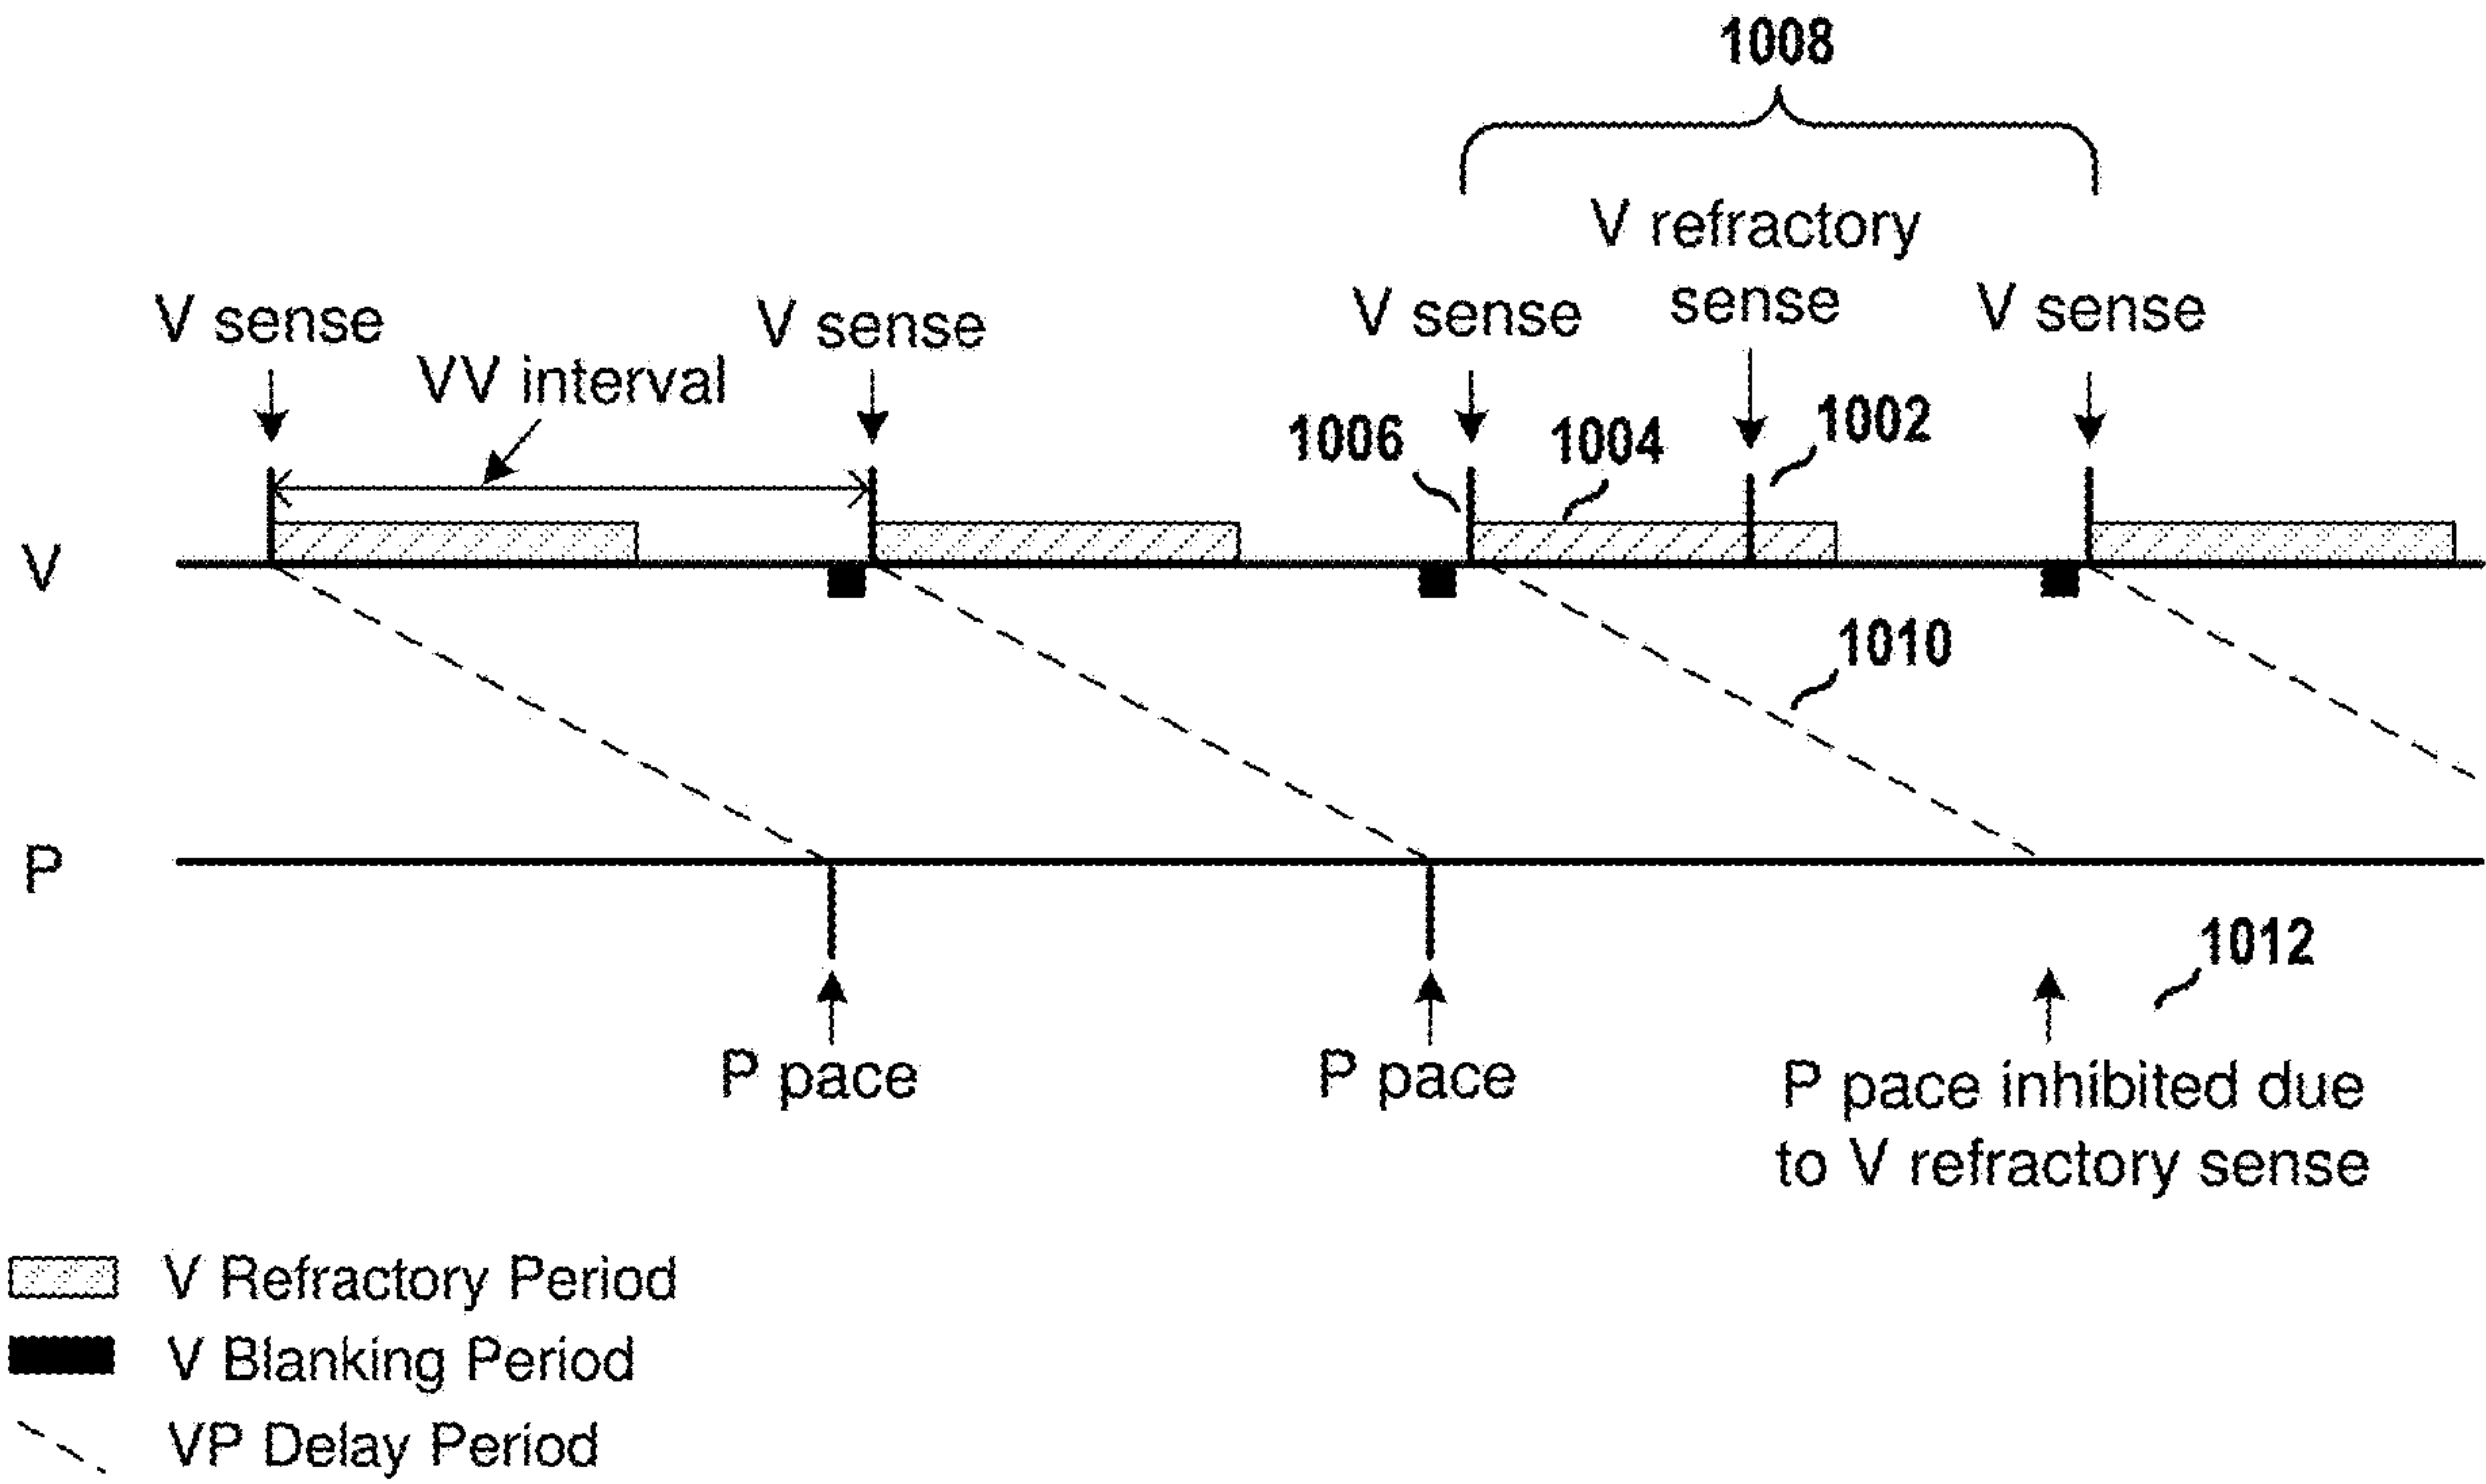 1008
V refractory
sense
V sense
V sense
V sense
V sense
VV interval
1006
1004
1002
V
1010
P
1012
P pace
P pace
P pace inhibited due
to V refractory sense
V Refractory Period
V Blanking Period
VP Delay Period